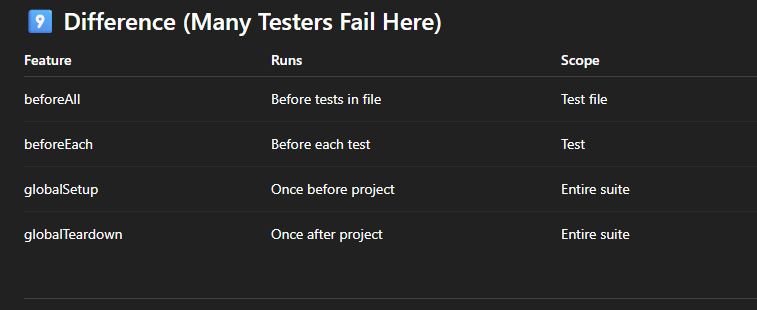 9️⃣ Difference (Many Testers Fail Here)
Feature Runs Scope
beforeAll Before tests in file Test file
beforeEach Before each test Test
globalSetup Once before project Entire suite
globalTeardown Once after project Entire suite